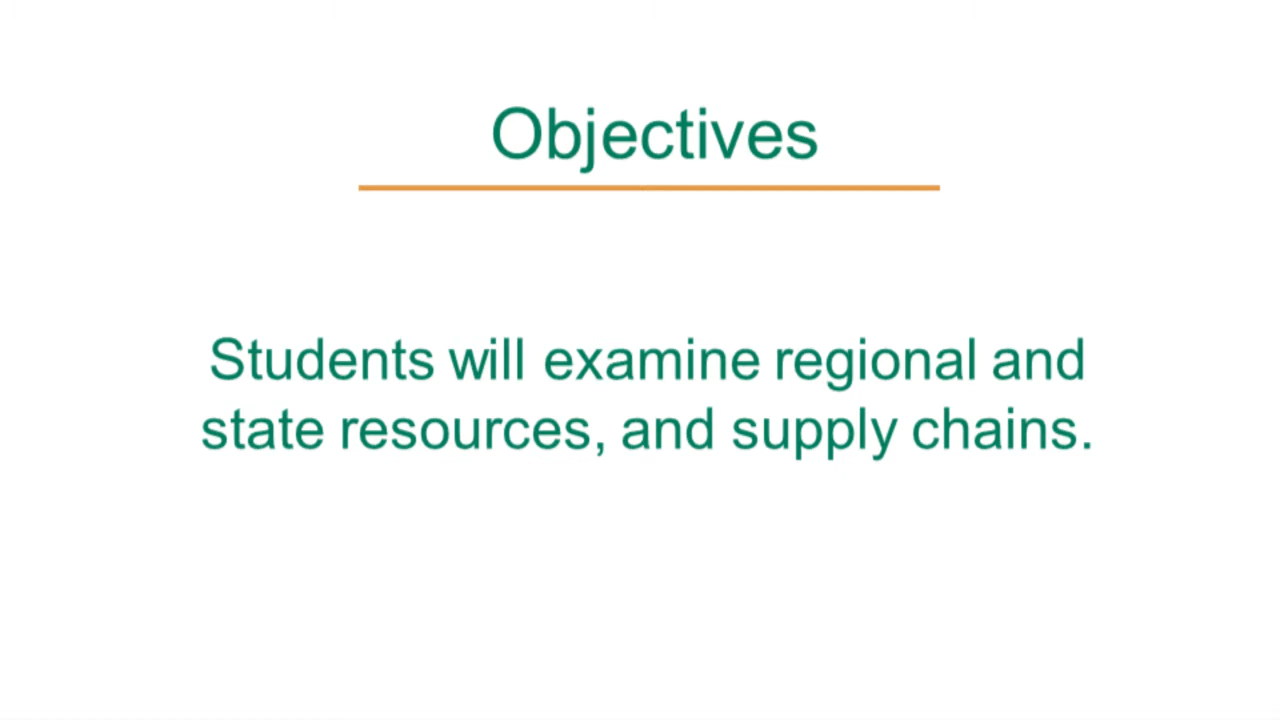 Objectives
Students will examine regional and
state resources, and supply chains.